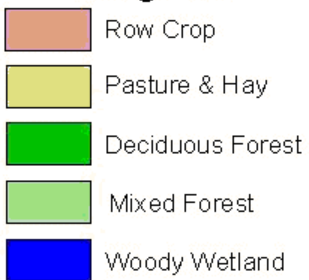 Row Crop
Pasture & Hay
Deciduous Forest
Mixed Forest
Woody Wetland